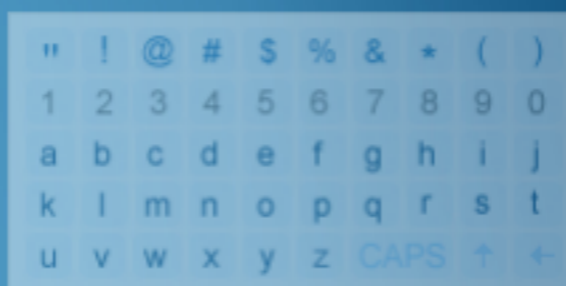 " ! @ # $ % & * ( )
1 2 3 4 5 6 7 8 9 0
a b c d e f g h i j
k l m n o p q r s t
u v w x y z CAPS ↑ ←